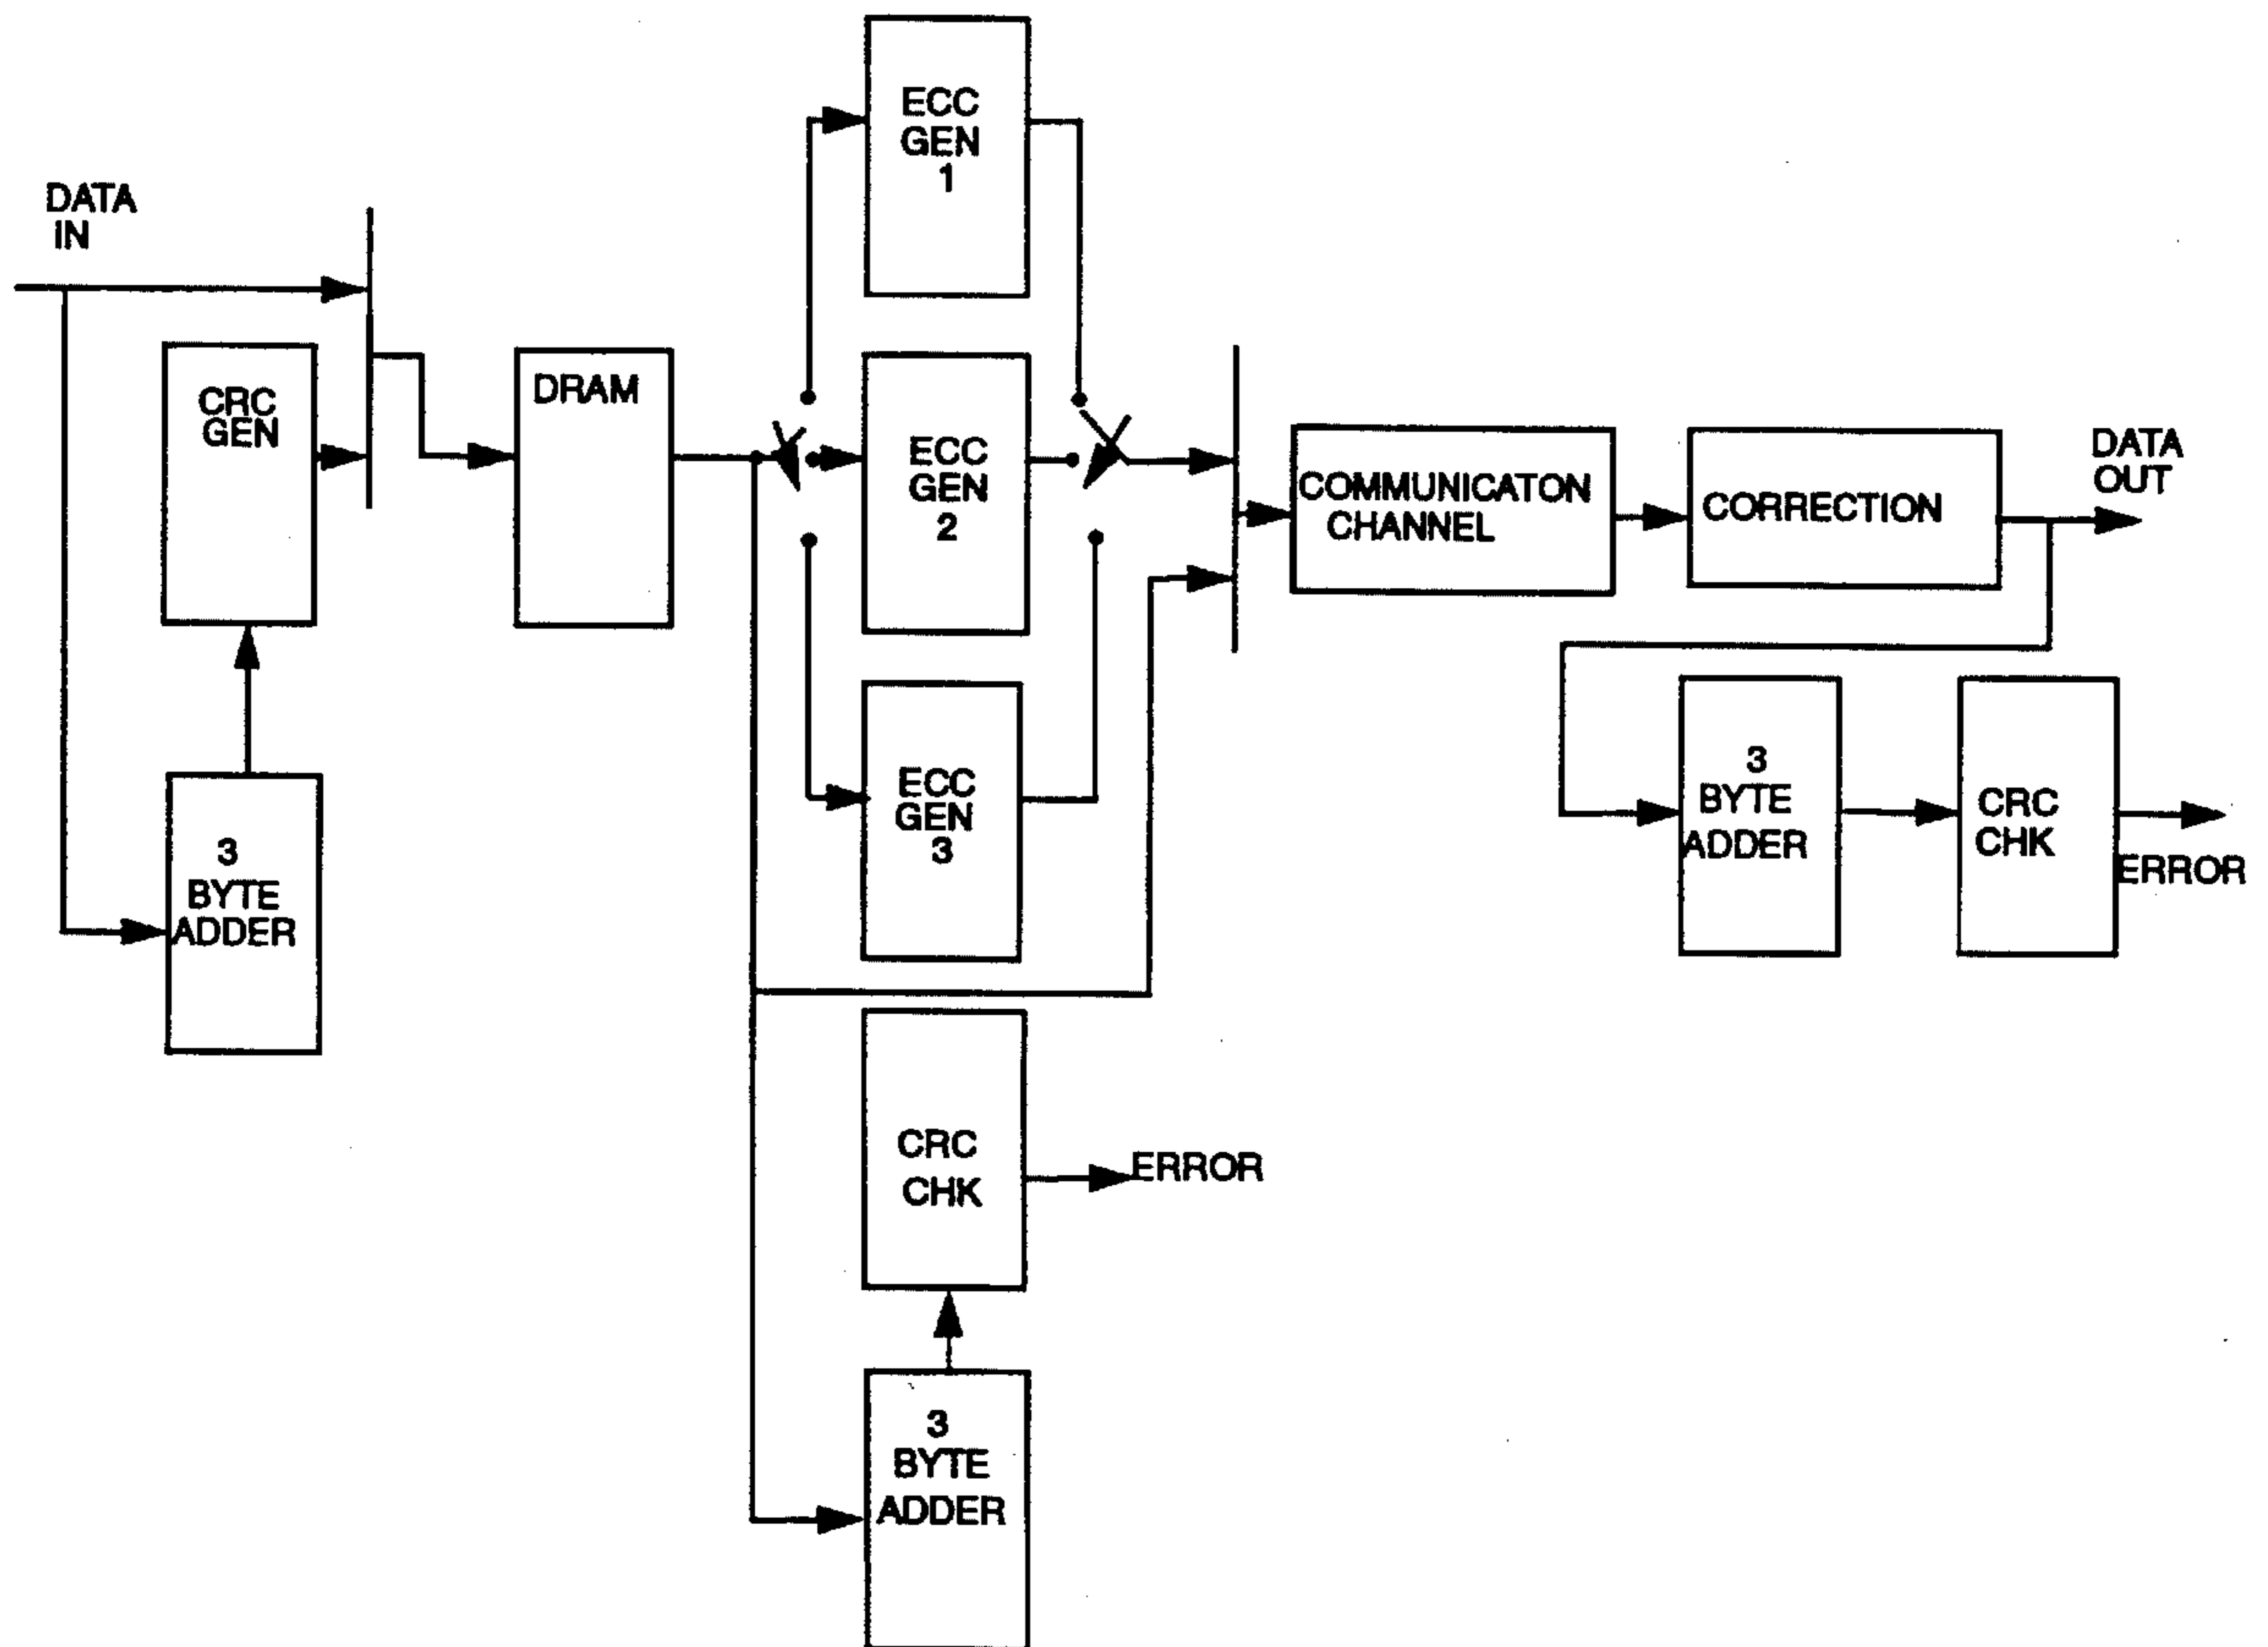 ECC
GEN
1
DATA
IN
CRC
GEN
DRAM
ECC
GEN
2
COMMUNICATON
CHANNEL
CORRECTION
DATA
OUT
3
BYTE
ADDER
ECC
GEN
3
3
BYTE
ADDER
CRC
CHK
ERROR
CRC
CHK
ERROR
3
BYTE
ADDER